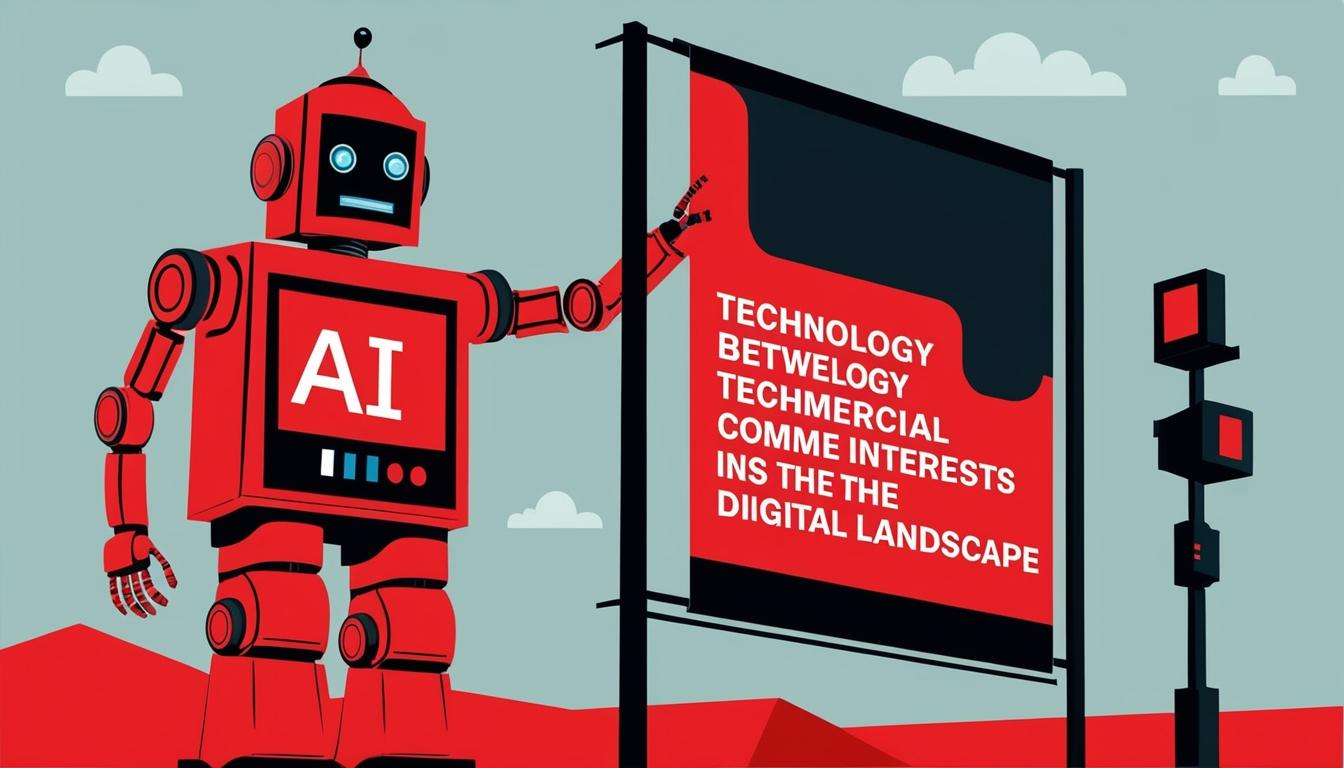 AI
TECHNOLOGY
BETWELOGY
TECHMERCIAL
COMME INTERESTS
INS THE THE
DIIGITAL LANDSCAPE